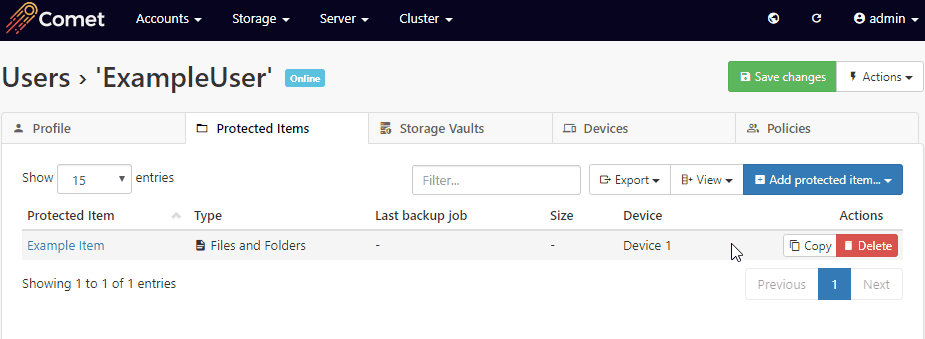 Comet Accounts Storage Server Cluster admin
Users › 'ExampleUser' Online Save changes Actions
Profile Protected Items Storage Vaults Devices Policies
Show 15 entries Filter... Export View Add protected item...
Protected Item Type Last backup job Size Device Actions
Example Item Files and Folders - - Device 1 Copy Delete
Showing 1 to 1 of 1 entries Previous 1 Next